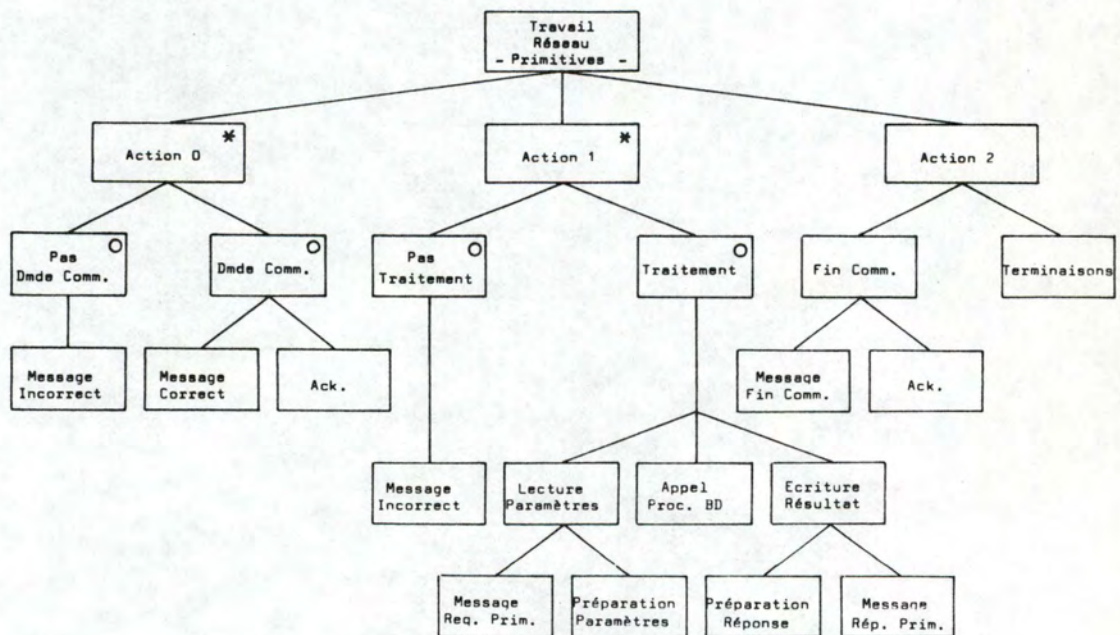 Travail
Réseau
- Primitives -
Action 0 *
Action 1 *
Action 2
Pas
Dmde Comm.
Dmde Comm.
Pas
Traitement
Traitement
Fin Comm.
Terminaisons
Message
Incorrect
Message
Correct
Ack.
Message
Fin Comm.
Ack.
Message
Incorrect
Lecture
Paramètres
Appel
Proc. BD
Ecriture
Résultat
Message
Req. Prim.
Préparation
Paramètres
Préparation
Réponse
Message
Rép. Prim.